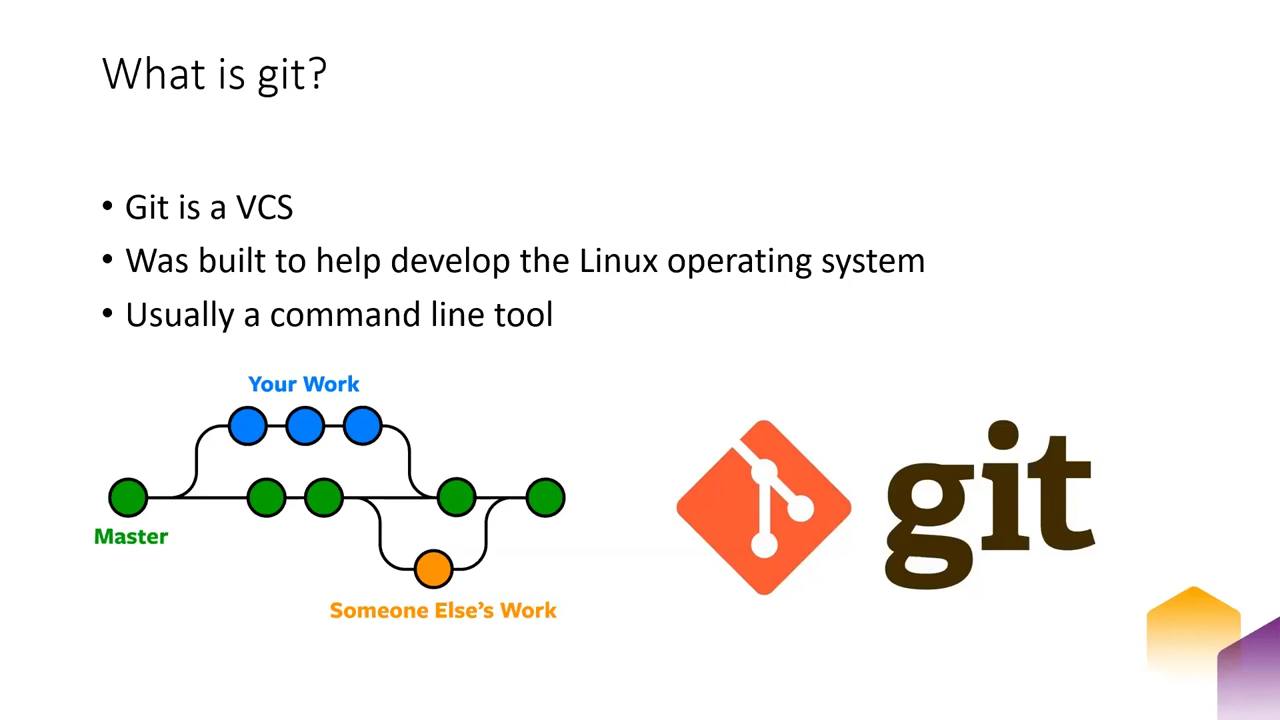 What is git?
• Git is a VCS
• Was built to help develop the Linux operating system
• Usually a command line tool
Your Work
Master
Someone Else's Work
git